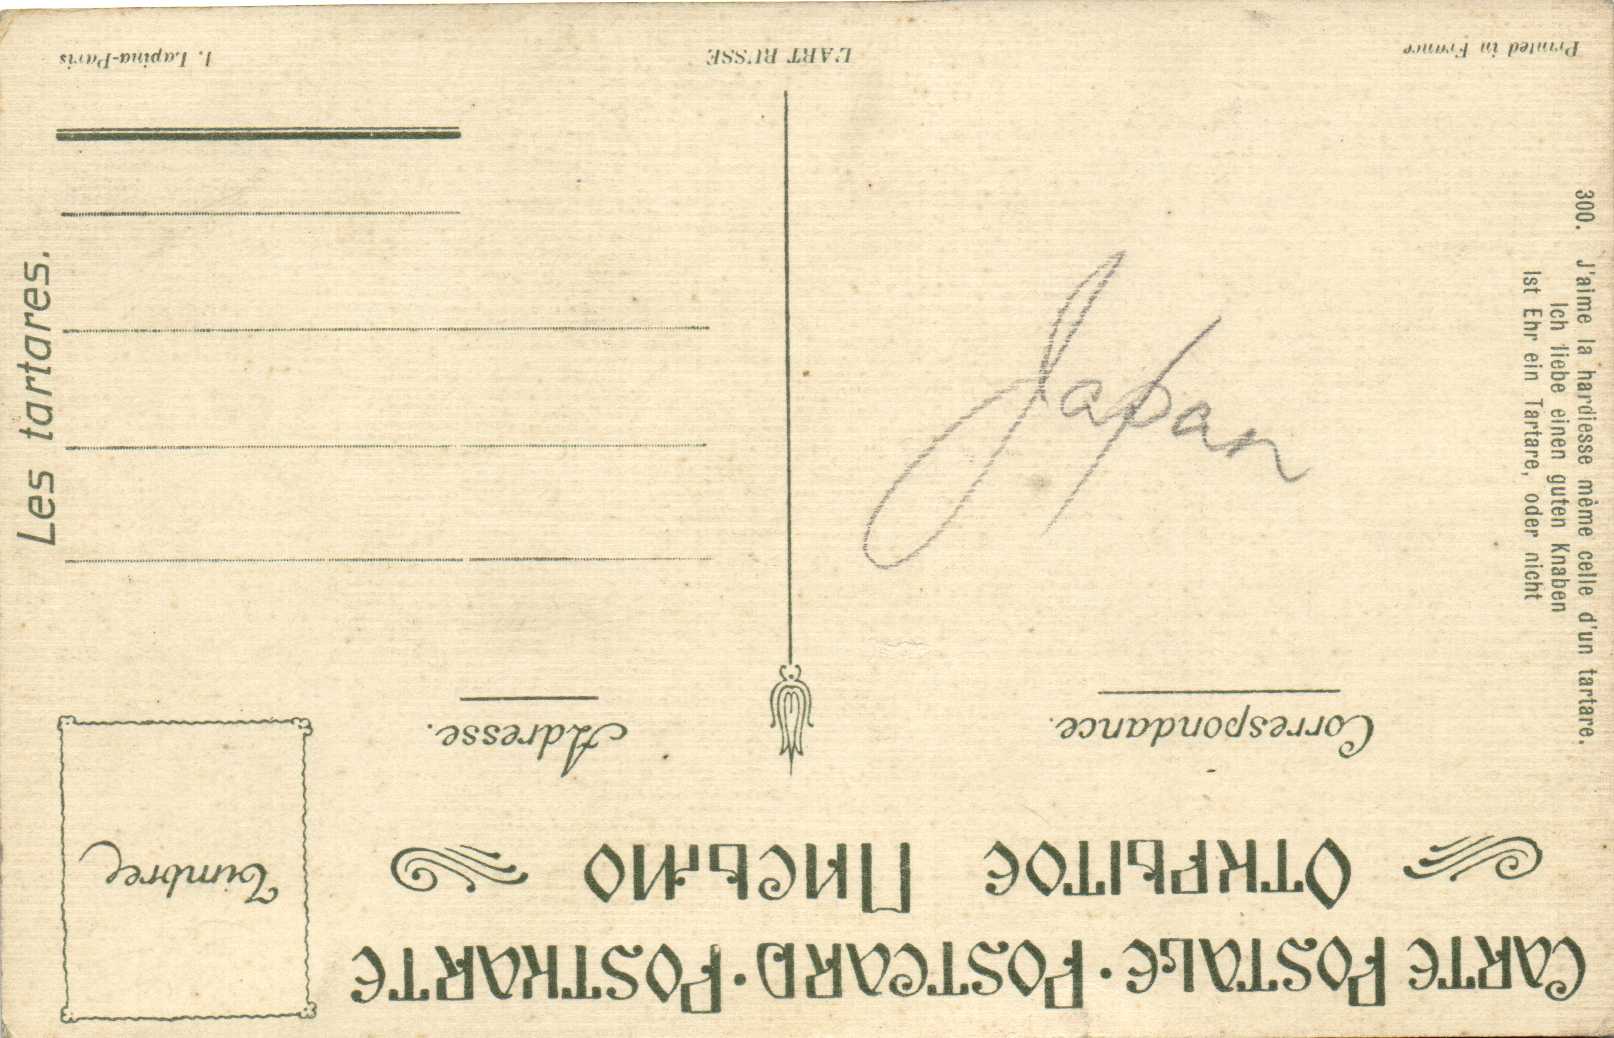 CARTE POSTALE · POSTCARD · POSTKARTE
ОТКРЫТОЕ ПИСЬМО
Timbre
Correspondance.
Adresse.
Japan
Les tartares.
300. J'aime la hardiesse mème celle d'un tartare.
Ich liebe einen guten Knaben
Ist Ehr ein Tartare, oder nicht
Printed in France
L'ART RUSSE
I. Lapina-Paris